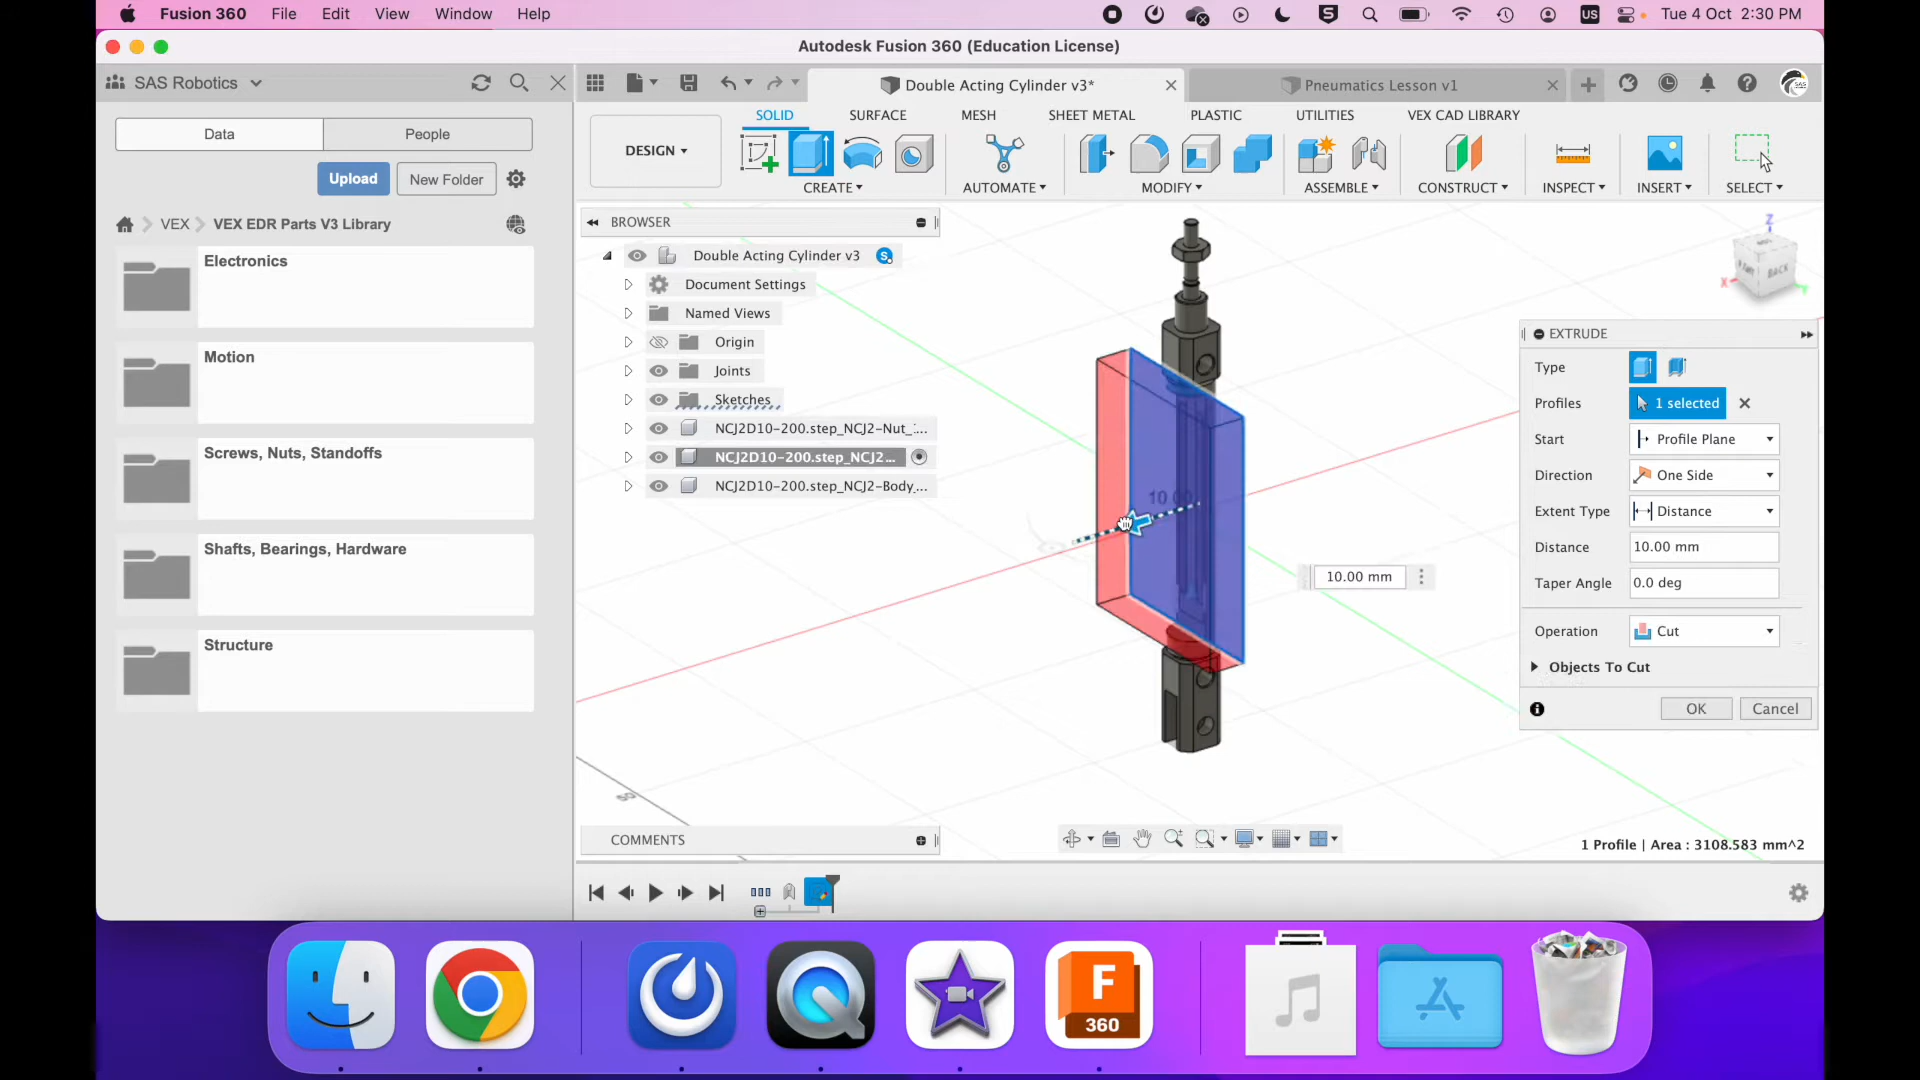 Fusion 360 File Edit View Window Help US Tue 4 Oct 2:30 PM
Autodesk Fusion 360 (Education License)
SAS Robotics
Double Acting Cylinder v3*
Pneumatics Lesson v1
Data People
Upload New Folder
VEX VEX EDR Parts V3 Library
Electronics
Motion
Screws, Nuts, Standoffs
Shafts, Bearings, Hardware
Structure
SOLID SURFACE MESH SHEET METAL PLASTIC UTILITIES VEX CAD LIBRARY
DESIGN
CREATE AUTOMATE MODIFY ASSEMBLE CONSTRUCT INSPECT INSERT SELECT
BROWSER
Double Acting Cylinder v3
Document Settings
Named Views
Origin
Joints
Sketches
NCJ2D10-200.step_NCJ2-Nut_:...
NCJ2D10-200.step_NCJ2...
NCJ2D10-200.step_NCJ2-Body_...
Z
X
Y
BACK
10.00
10.00 mm
EXTRUDE
Type
Profiles 1 selected
Start Profile Plane
Direction One Side
Extent Type Distance
Distance 10.00 mm
Taper Angle 0.0 deg
Operation Cut
Objects To Cut
OK Cancel
COMMENTS
50
1 Profile | Area : 3108.583 mm^2
F
360